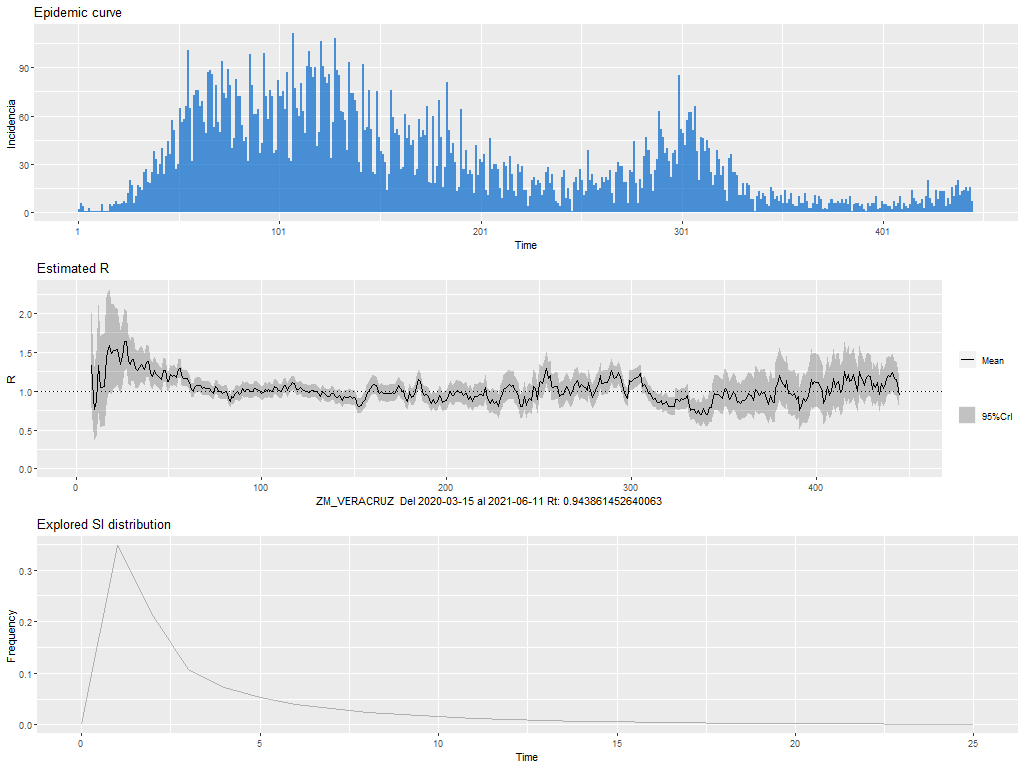 Epidemic curve
Incidencia
90
60
30
0
1
101
201
301
401
Time
Estimated R
R
2.0
1.5
1.0
0.5
0.0
0
100
200
300
400
ZM_VERACRUZ Del 2020-03-15 al 2021-06-11 Rt: 0.943861452640063
Mean
95%CrI
Explored SI distribution
Frequency
0.3
0.2
0.1
0.0
0
5
10
15
20
25
Time